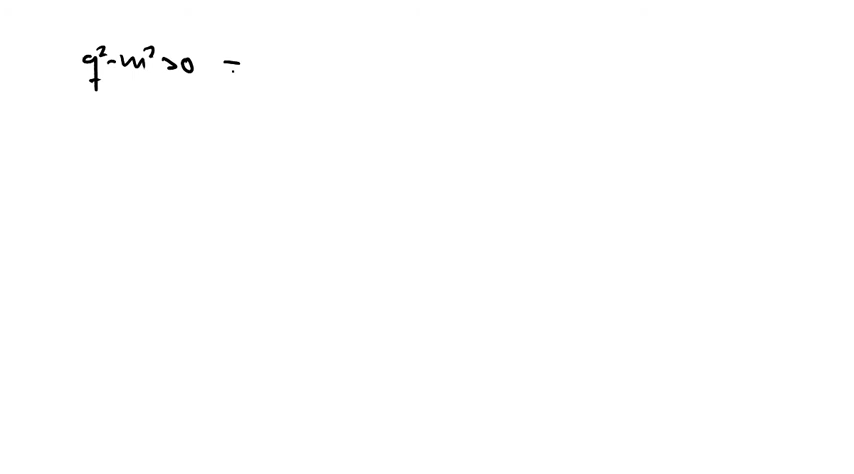 q² - m² > 0 =